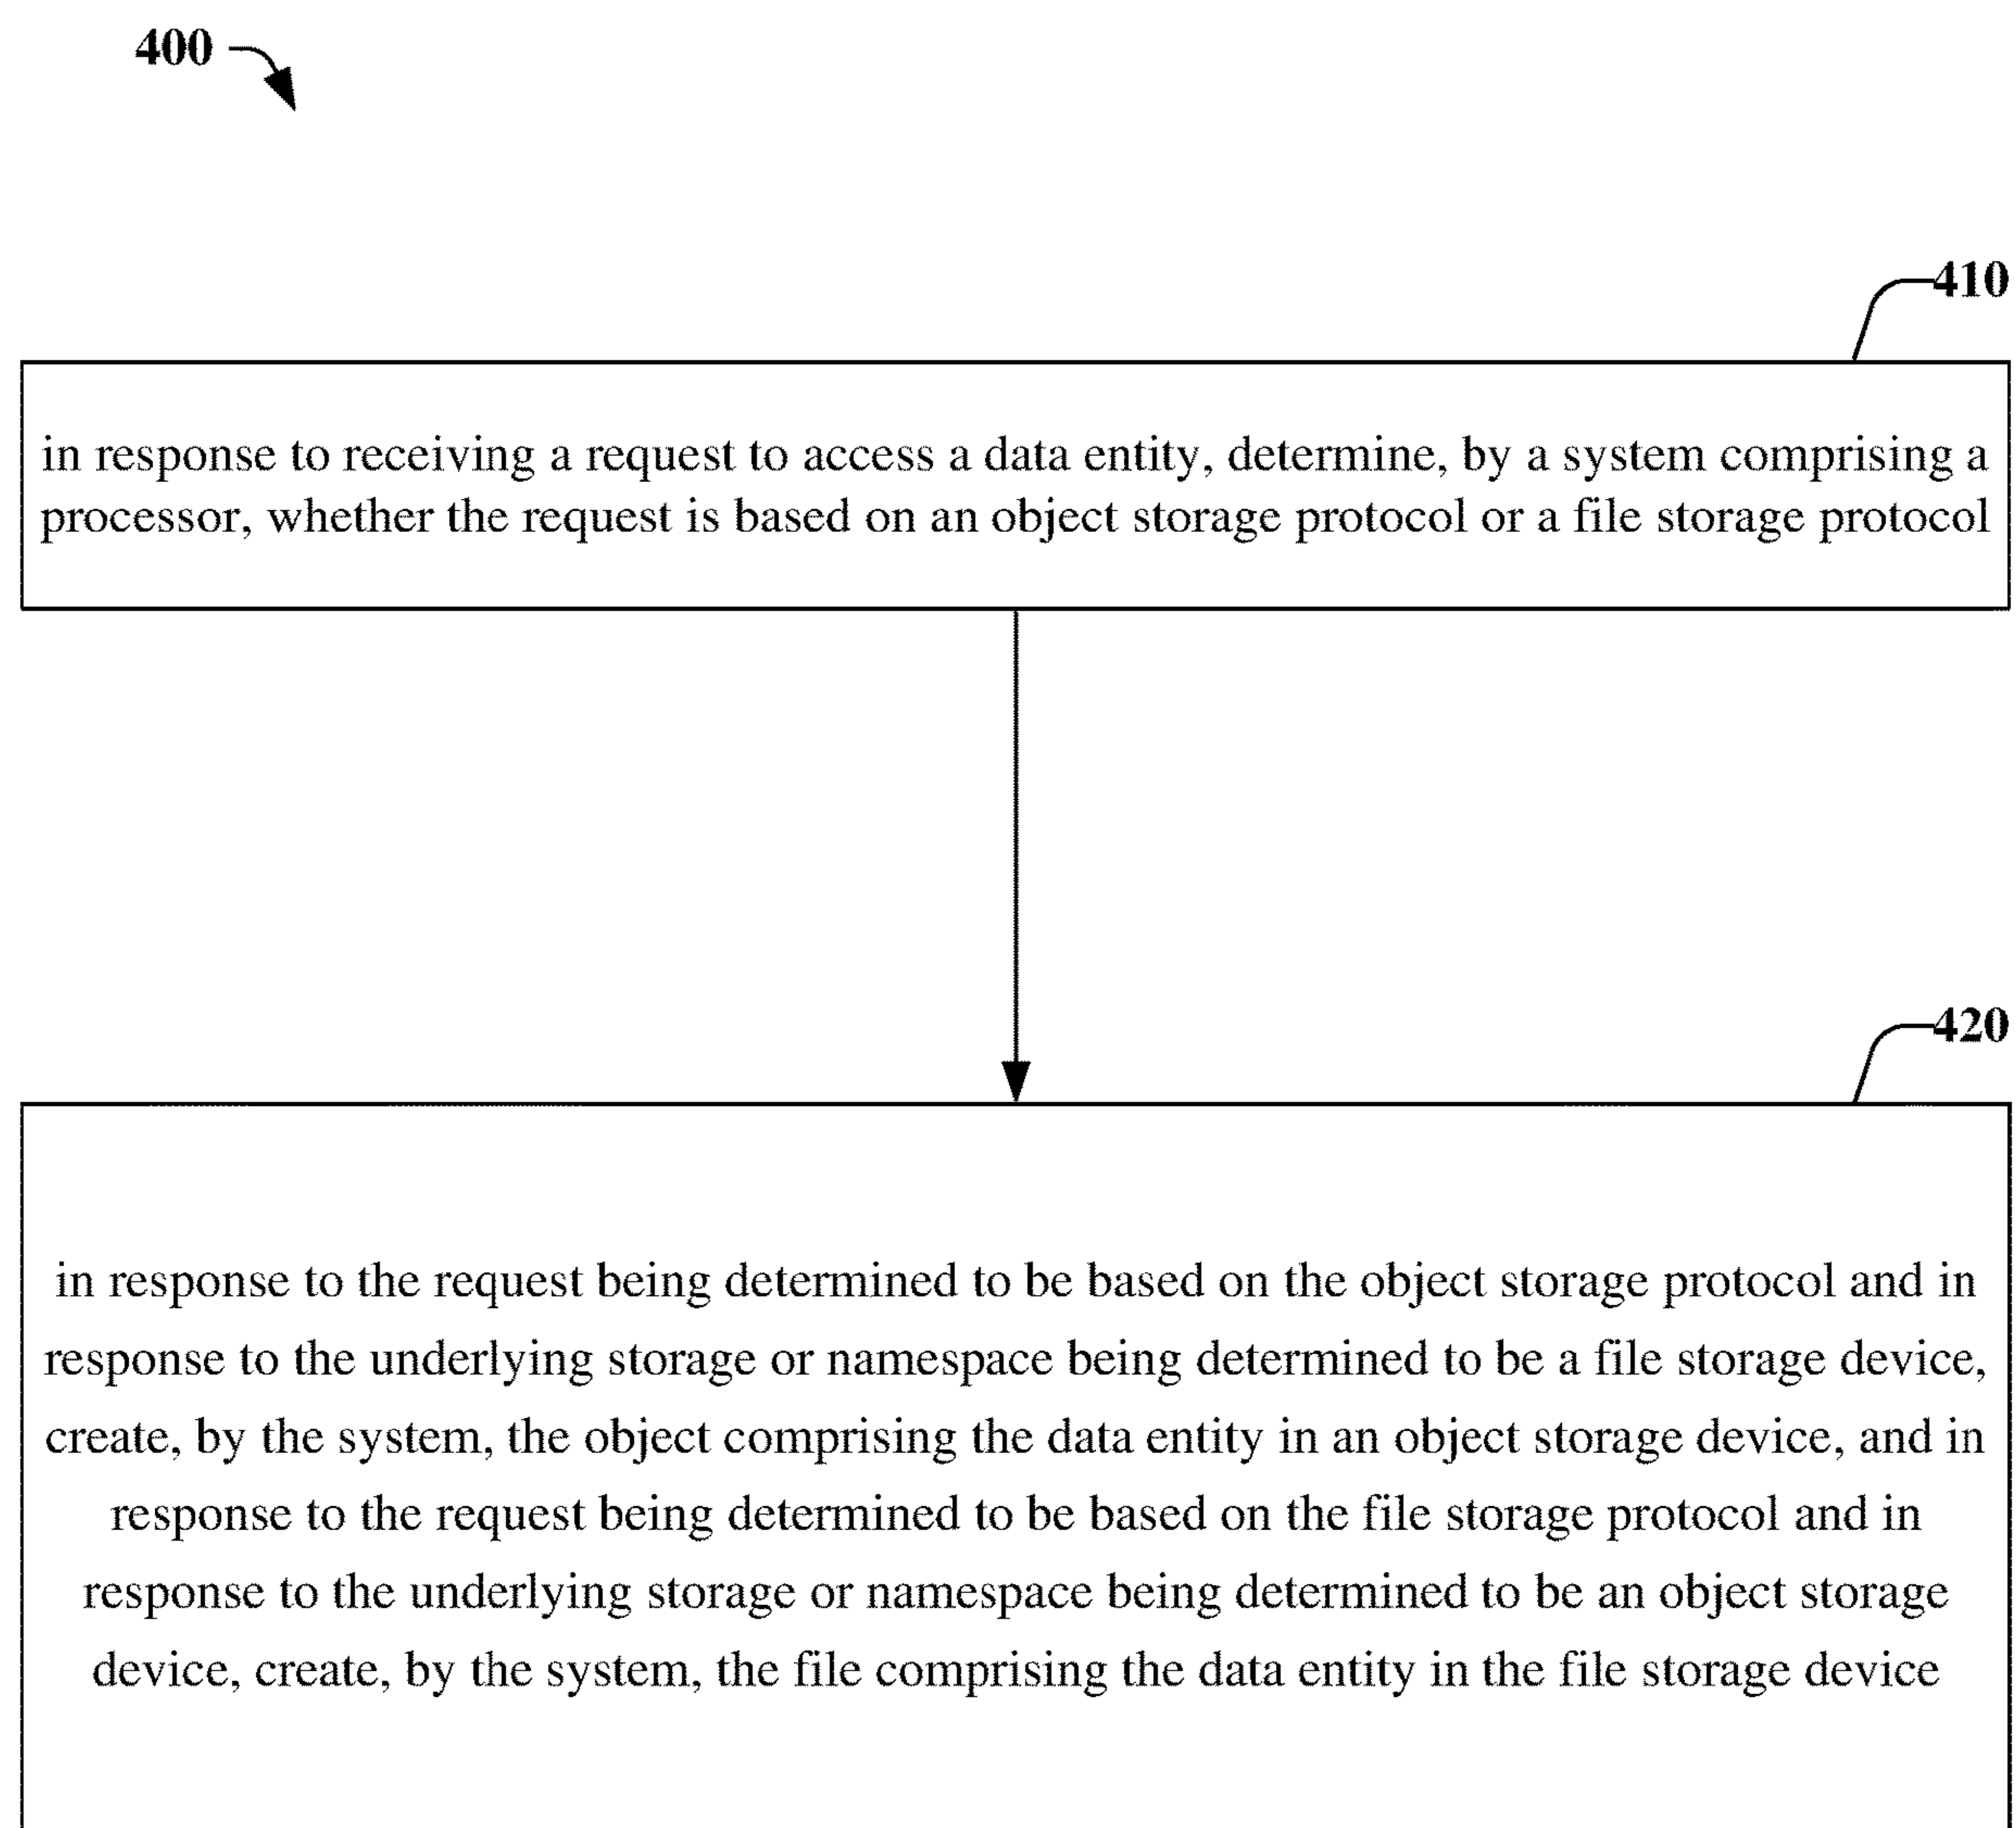 400
410
in response to receiving a request to access a data entity, determine, by a system comprising a
processor, whether the request is based on an object storage protocol or a file storage protocol
420
in response to the request being determined to be based on the object storage protocol and in
response to the underlying storage or namespace being determined to be a file storage device,
create, by the system, the object comprising the data entity in an object storage device, and in
response to the request being determined to be based on the file storage protocol and in
response to the underlying storage or namespace being determined to be an object storage
device, create, by the system, the file comprising the data entity in the file storage device